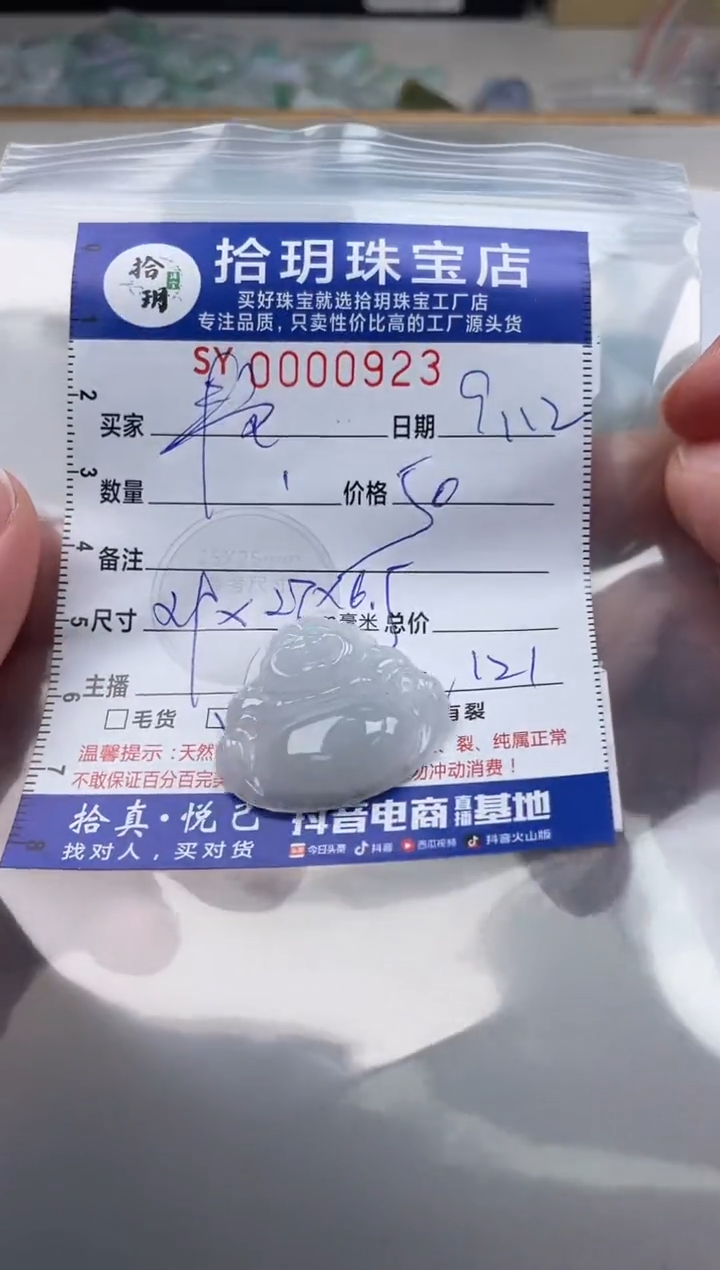 拾玥
拾玥珠宝店
买好珠宝就选拾玥珠宝工厂店
专注品质，只卖性价比高的工厂源头货
SY 0000923
买家 日期 9,12
数量 1 价格 50
备注
尺寸 x 27 x 6.5 毫米 总价
主播 121
毛货 有裂
温馨提示：天然 、裂、纯属正常
不敢保证百分百完美 冲动消费！
拾真·悦己 抖音电商直播基地
找对人，买对货 今日头条 抖音 西瓜视频 抖音火山版